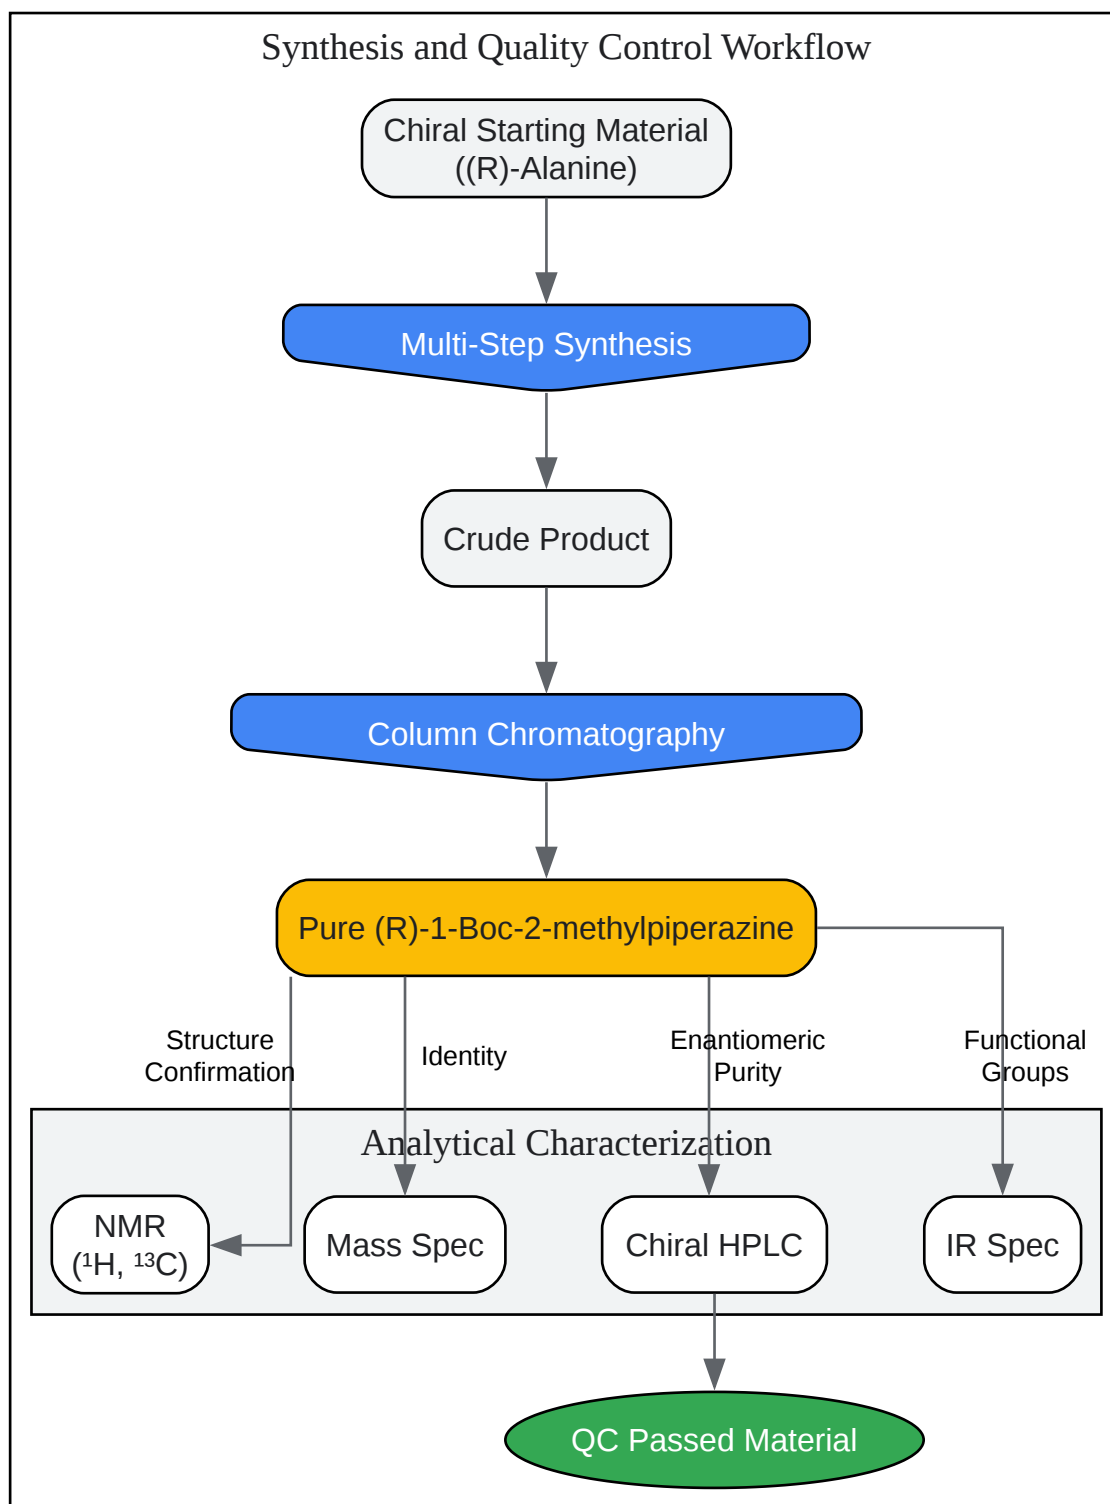 Synthesis and Quality Control Workflow
Chiral Starting Material
((R)-Alanine)
Multi-Step Synthesis
Crude Product
Column Chromatography
Pure (R)-1-Boc-2-methylpiperazine
Structure
Confirmation
Identity
Enantiomeric
Purity
Functional
Groups
Analytical Characterization
NMR
(¹H, ¹³C)
Mass Spec
Chiral HPLC
IR Spec
QC Passed Material